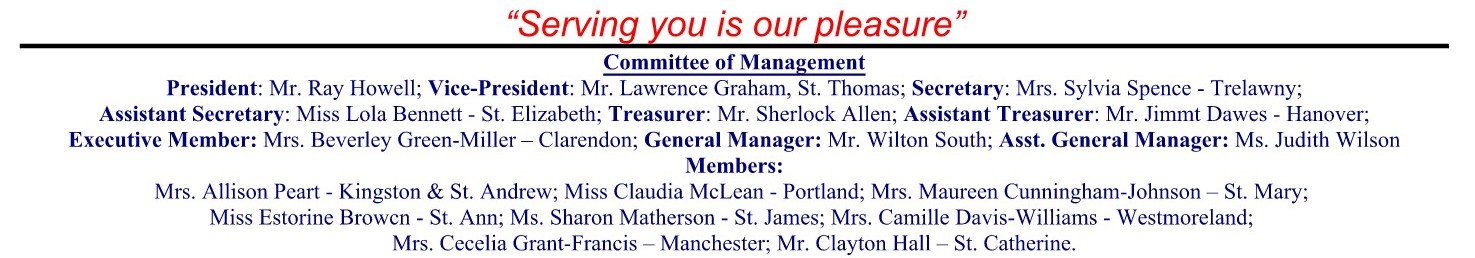 “Serving you is our pleasure”
Committee of Management
President: Mr. Ray Howell; Vice-President: Mr. Lawrence Graham, St. Thomas; Secretary: Mrs. Sylvia Spence - Trelawny;
Assistant Secretary: Miss Lola Bennett - St. Elizabeth; Treasurer: Mr. Sherlock Allen; Assistant Treasurer: Mr. Jimmt Dawes - Hanover;
Executive Member: Mrs. Beverley Green-Miller – Clarendon; General Manager: Mr. Wilton South; Asst. General Manager: Ms. Judith Wilson
Members:
Mrs. Allison Peart - Kingston & St. Andrew; Miss Claudia McLean - Portland; Mrs. Maureen Cunningham-Johnson – St. Mary;
Miss Estorine Browcn - St. Ann; Ms. Sharon Matherson - St. James; Mrs. Camille Davis-Williams - Westmoreland;
Mrs. Cecelia Grant-Francis – Manchester; Mr. Clayton Hall – St. Catherine.